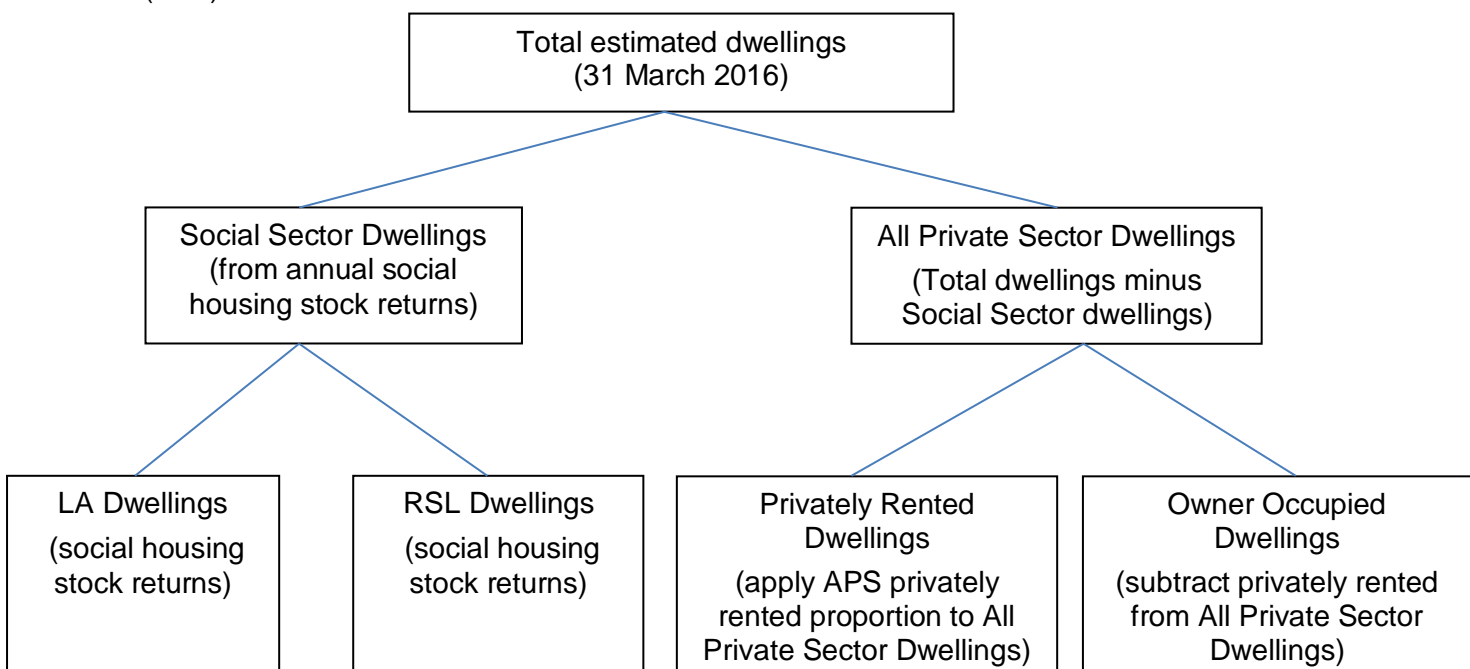 Total estimated dwellings
(31 March 2016)
Social Sector Dwellings
(from annual social
housing stock returns)
All Private Sector Dwellings
(Total dwellings minus
Social Sector dwellings)
LA Dwellings
(social housing
stock returns)
RSL Dwellings
(social housing
stock returns)
Privately Rented
Dwellings
(apply APS privately
rented proportion to All
Private Sector Dwellings)
Owner Occupied
Dwellings
(subtract privately rented
from All Private Sector
Dwellings)